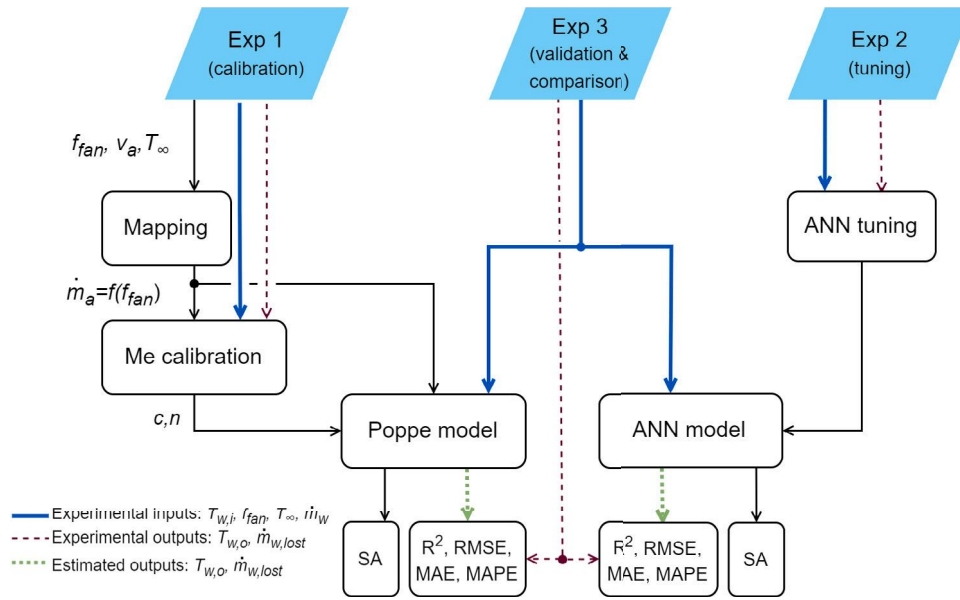 Exp 1
(calibration)
Exp 3
(validation &
comparison)
Exp 2
(tuning)
f_fan, v_a, T_∞
Mapping
ANN tuning
ṁ_a=f(f_fan)
Me calibration
c,n
Poppe model
ANN model
Experimental inputs: T_w,i, f_fan, T_∞, ṁ_w
Experimental outputs: T_w,o, ṁ_w,lost
Estimated outputs: T_w,o, ṁ_w,lost
SA
R², RMSE,
MAE, MAPE
R², RMSE,
MAE, MAPE
SA